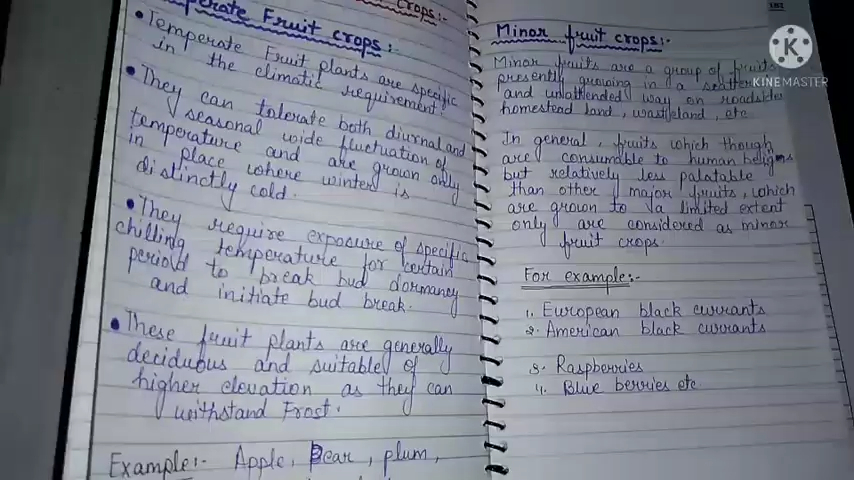 crops:-
Temperate Fruit crops:-
• Temperate Fruit plants are specific
in the climatic requirement.
• They can tolerate both diurnal and
seasonal wide fluctuation of
temperature and are grown only
in place where winter is
distinctly cold.
• They require exposure of specific
chilling temperature for certain
period to break bud dormancy
and initiate bud break.
• These fruit plants are generally
deciduous and suitable of
higher elevation as they can
withstand Frost.
Example:- Apple, Pear, plum,
Minor fruit crops:-
Minor fruits are a group of fruits
presently growing in a scattered
and unattended way on roadsides
homestead land, wasteland, etc
In general, fruits which though
are consumable to human beigns
but relatively less palatable
than other major fruits, which
are grown to a limited extent
only are considered as minor
fruit crops.
For example:-
1. European black currants
2. American black currants
3. Raspberries
4. Blue berries etc
K
KINEMASTER